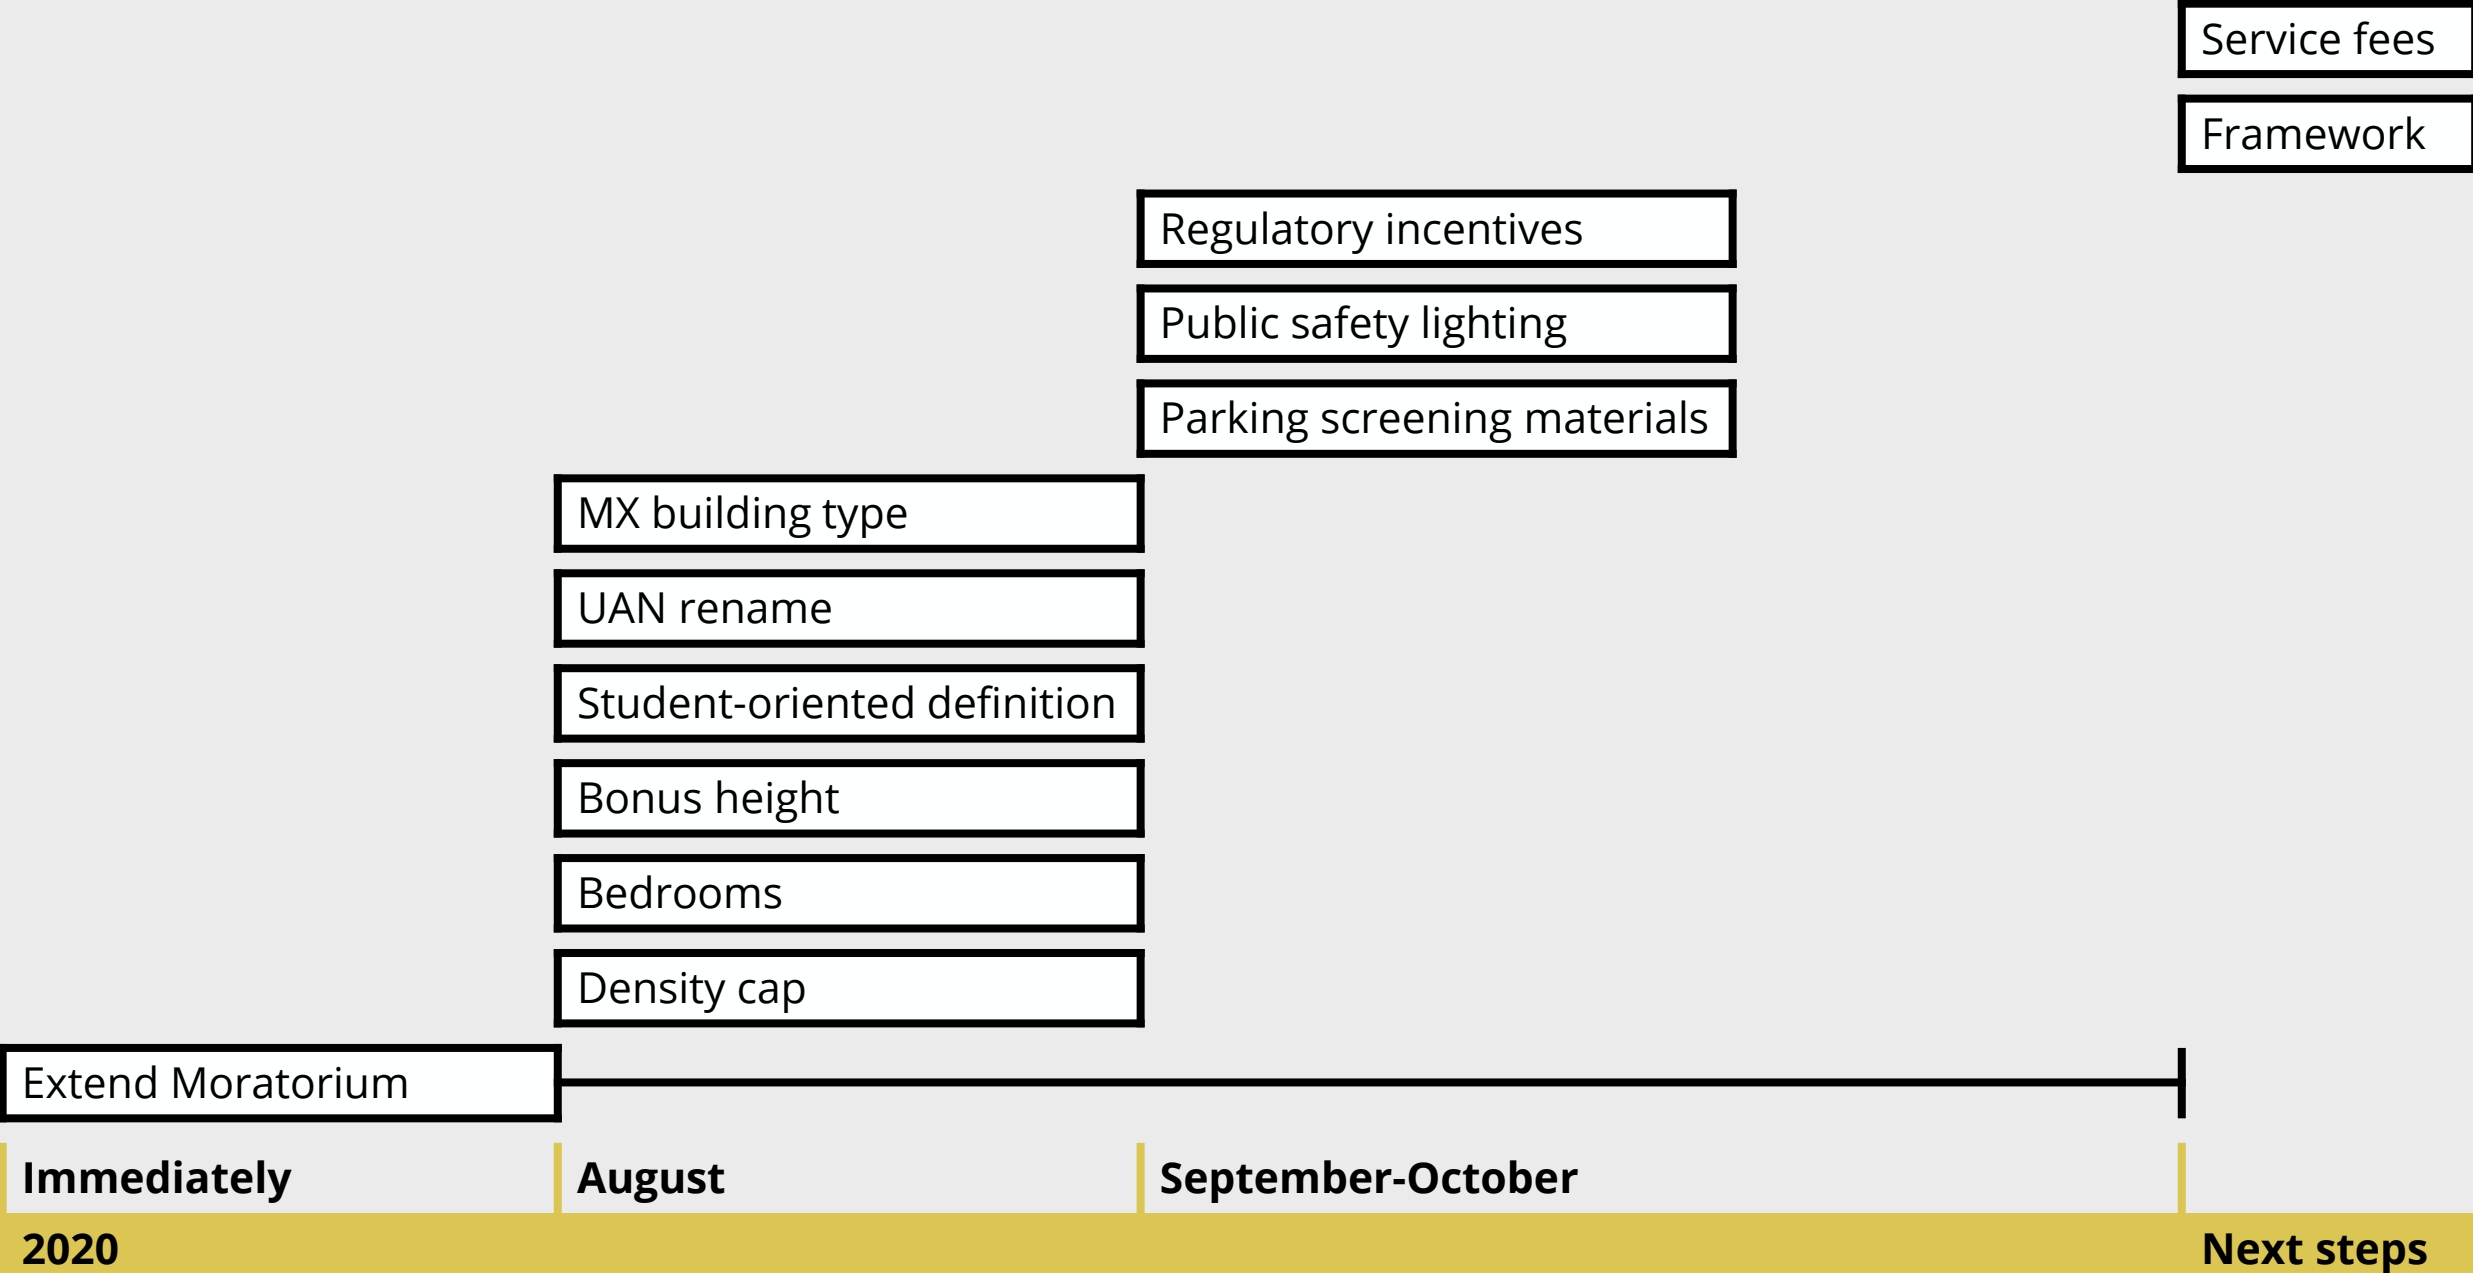 Service fees
Framework
Regulatory incentives
Public safety lighting
Parking screening materials
MX building type
UAN rename
Student-oriented definition
Bonus height
Bedrooms
Density cap
Extend Moratorium
Immediately August September-October
2020 Next steps